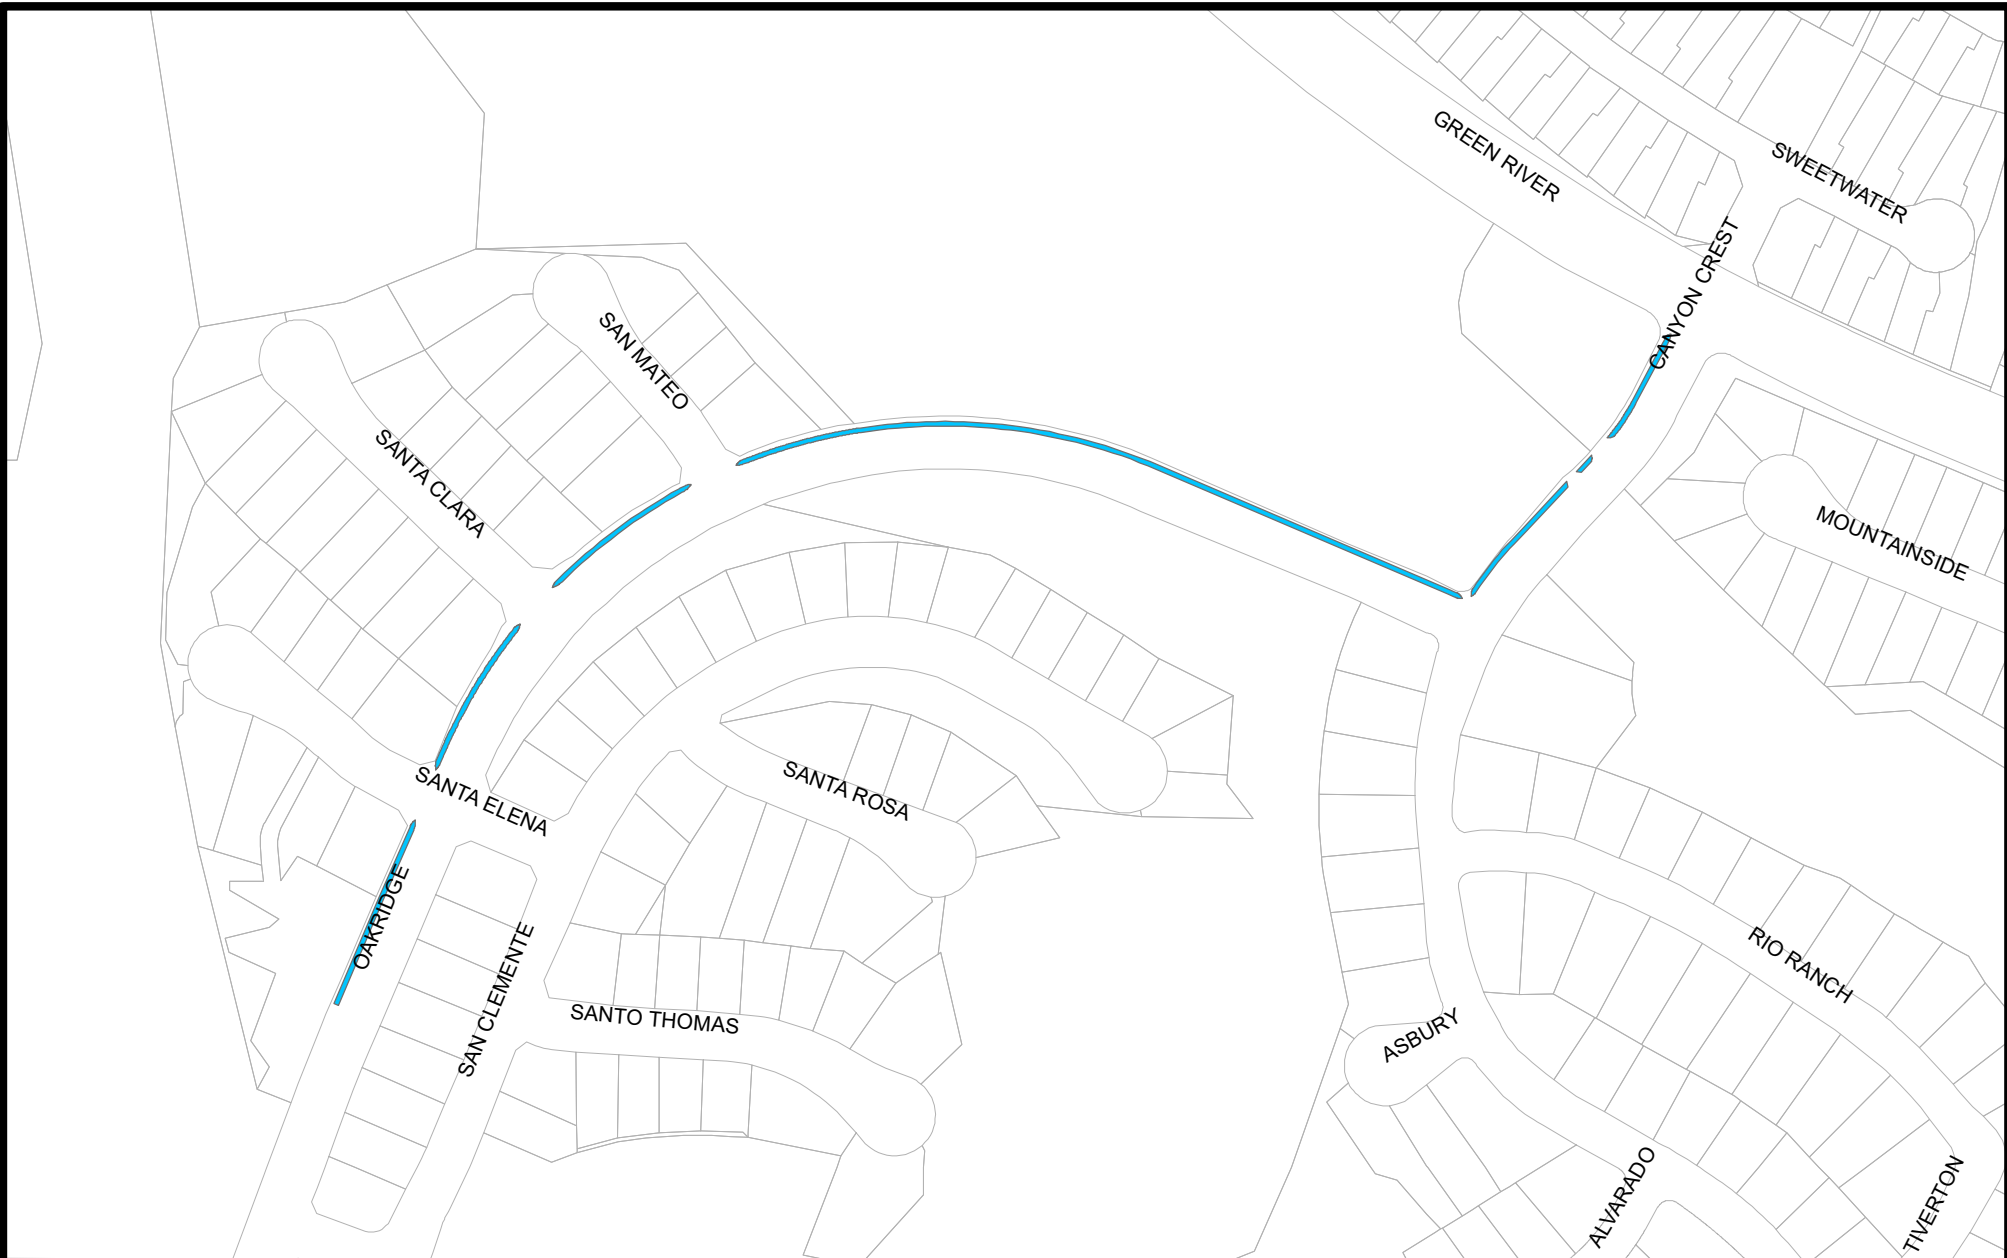 GREEN RIVER
SWEETWATER
CANYON CREST
SAN MATEO
SANTA CLARA
MOUNTAINSIDE
SANTA ELENA
SANTA ROSA
OAKRIDGE
SAN CLEMENTE
SANTO THOMAS
RIO RANCH
ASBURY
ALVARADO
TIVERTON